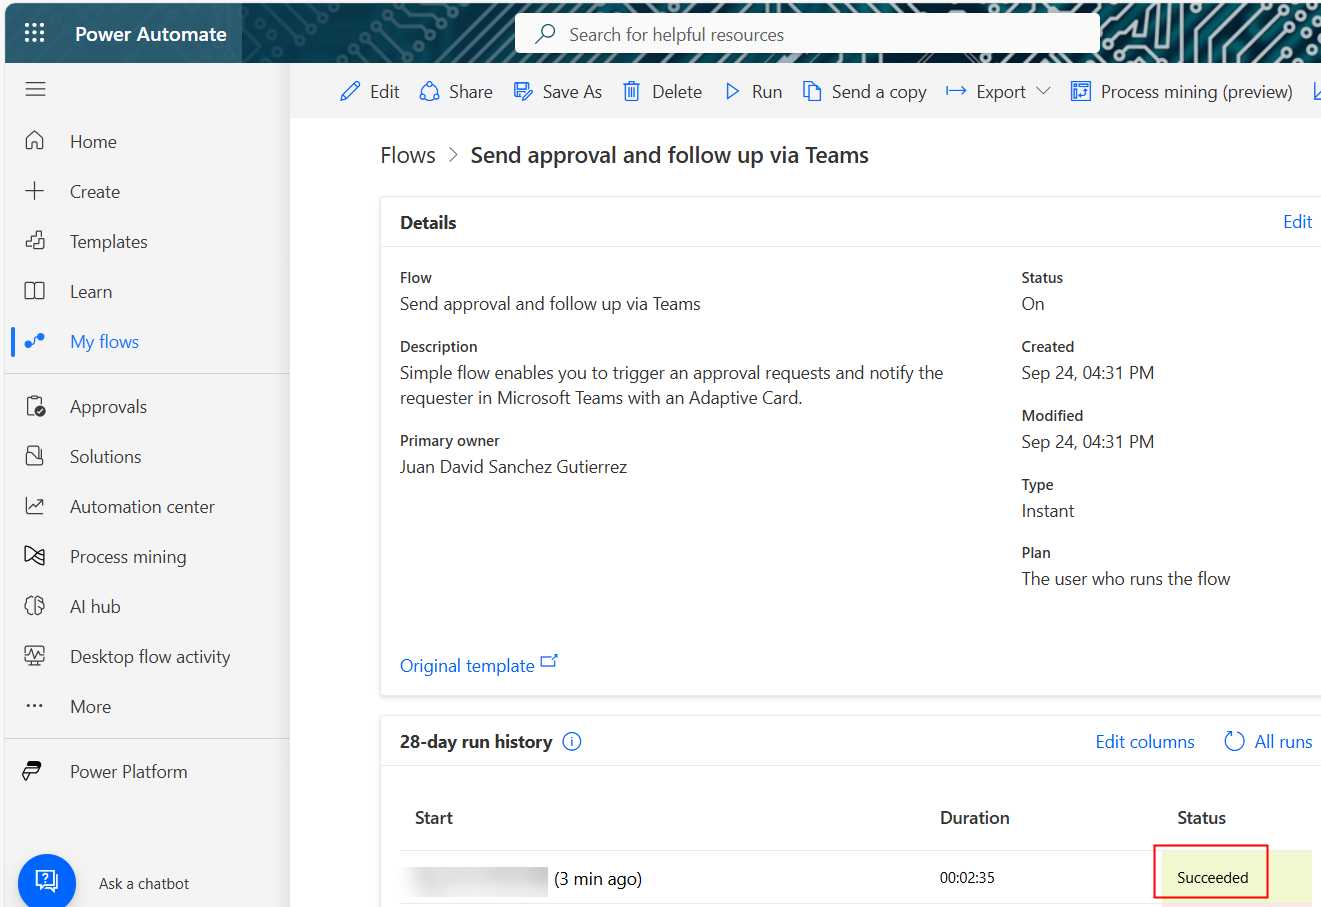 Power Automate
Search for helpful resources
Edit
Share
Save As
Delete
Run
Send a copy
Export
Process mining (preview)
Home
Create
Templates
Learn
My flows
Approvals
Solutions
Automation center
Process mining
AI hub
Desktop flow activity
More
Power Platform
Ask a chatbot
Flows > Send approval and follow up via Teams
Details
Edit
Flow
Send approval and follow up via Teams
Description
Simple flow enables you to trigger an approval requests and notify the
requester in Microsoft Teams with an Adaptive Card.
Primary owner
Juan David Sanchez Gutierrez
Status
On
Created
Sep 24, 04:31 PM
Modified
Sep 24, 04:31 PM
Type
Instant
Plan
The user who runs the flow
Original template
28-day run history
Edit columns
All runs
Start
Duration
Status
(3 min ago)
00:02:35
Succeeded